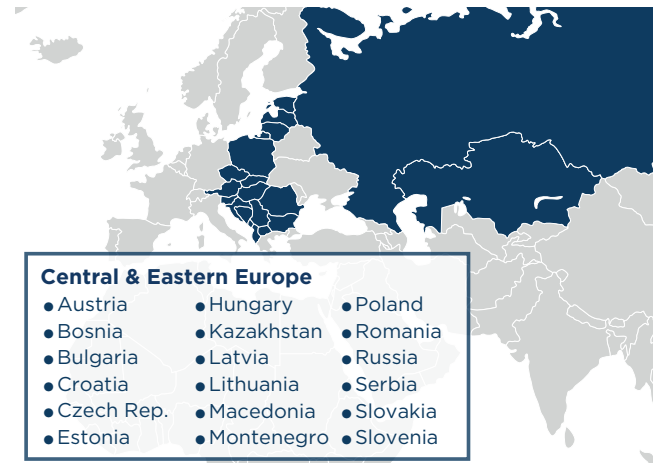 Central & Eastern Europe
● Austria
● Bosnia
● Bulgaria
● Croatia
● Czech Rep.
● Estonia
● Hungary
● Kazakhstan
● Latvia
● Lithuania
● Macedonia
● Montenegro
● Poland
● Romania
● Russia
● Serbia
● Slovakia
● Slovenia